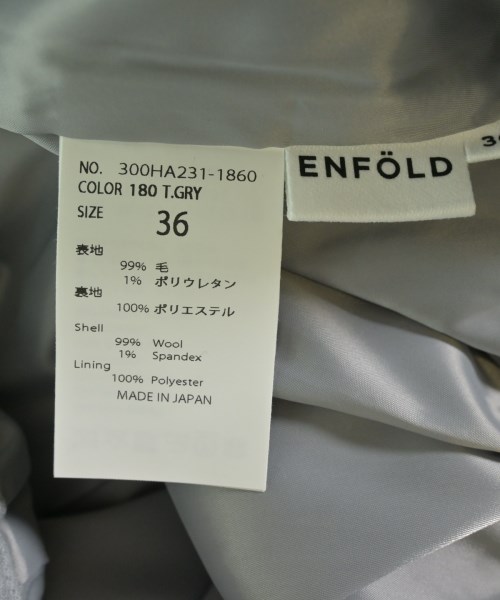 NO. 300HA231-1860
COLOR 180 T.GRY
SIZE 36
表地
99% 毛
1% ポリウレタン
裏地
100% ポリエステル
Shell
99% Wool
1% Spandex
Lining
100% Polyester
MADE IN JAPAN
ENFÖLD